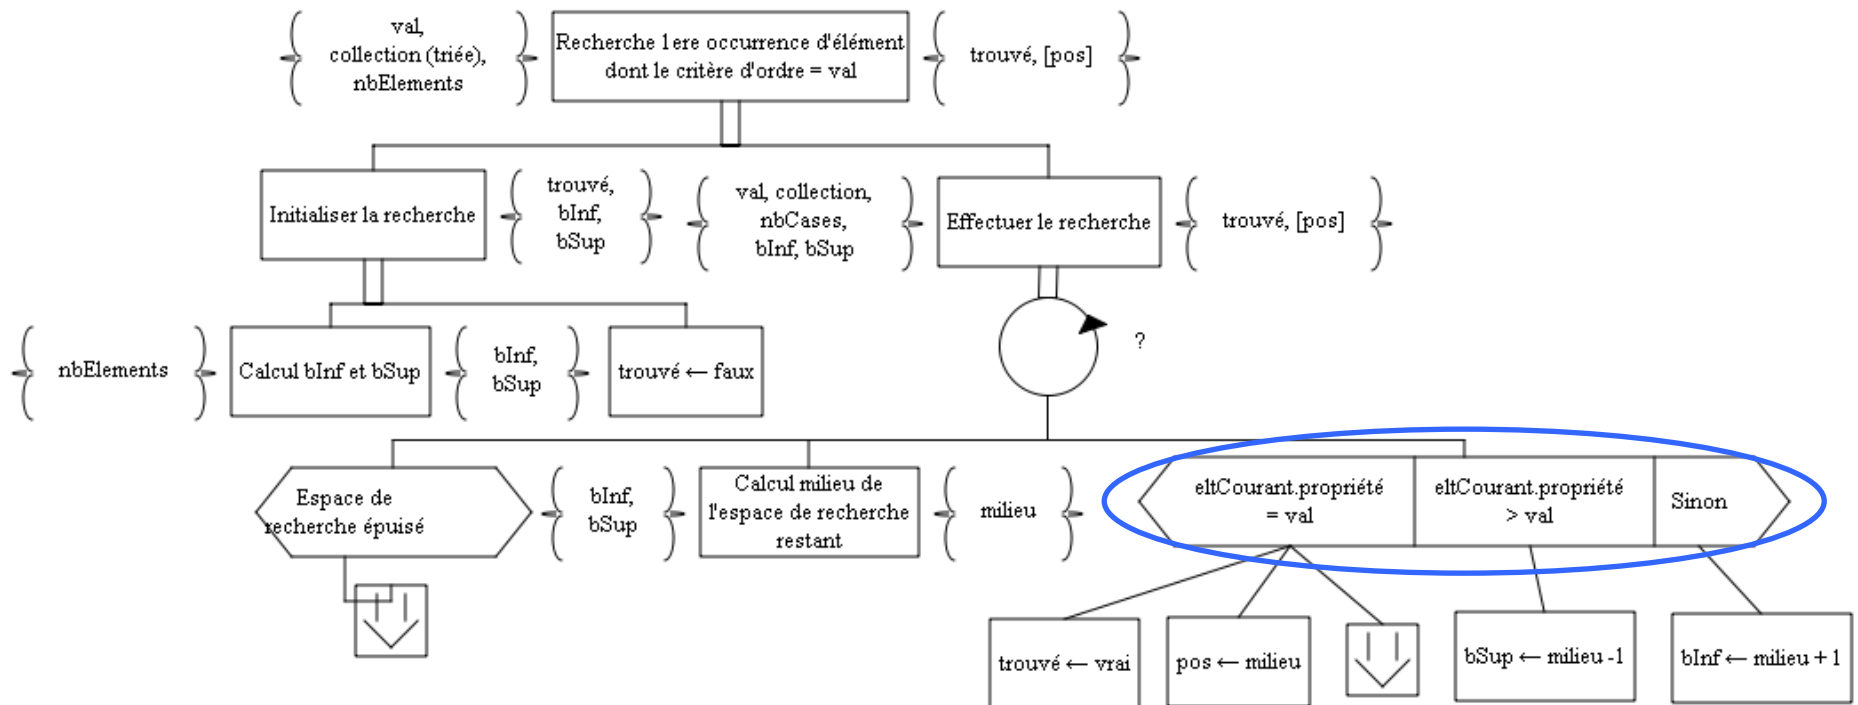 val,
collection (triée),
nbElements
Recherche 1ere occurrence d'élément
dont le critère d'ordre = val
trouvé, [pos]
Initialiser la recherche
trouvé,
bInf,
bSup
val, collection,
nbCases,
bInf, bSup
Effectuer le recherche
trouvé, [pos]
nbElements
Calcul bInf et bSup
bInf,
bSup
trouvé ← faux
?
Espace de
recherche épuisé
bInf,
bSup
Calcul milieu de
l'espace de recherche
restant
milieu
eltCourant.propriété
= val
eltCourant.propriété
> val
Sinon
trouvé ← vrai
pos ← milieu
bSup ← milieu -1
bInf ← milieu + 1